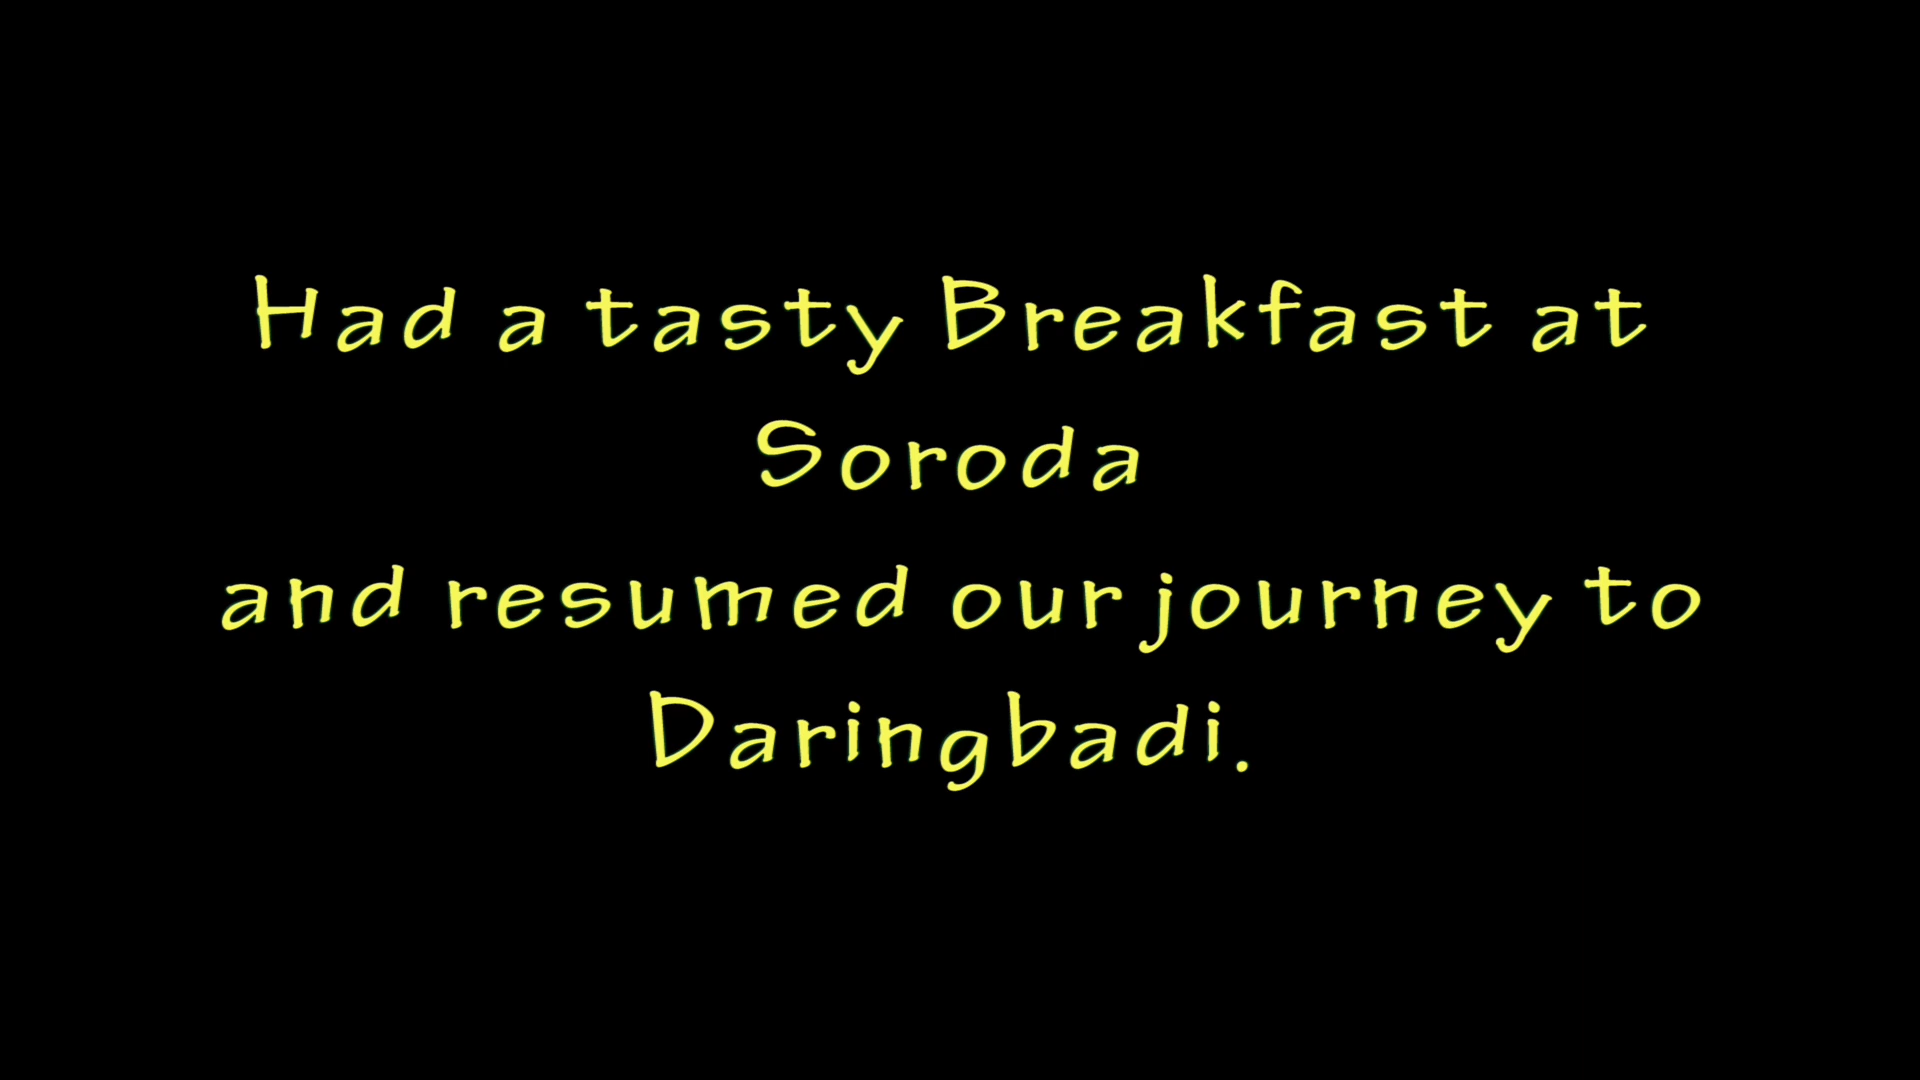 Had a tasty Breakfast at
Soroda
and resumed our journey to
Daringbadi.